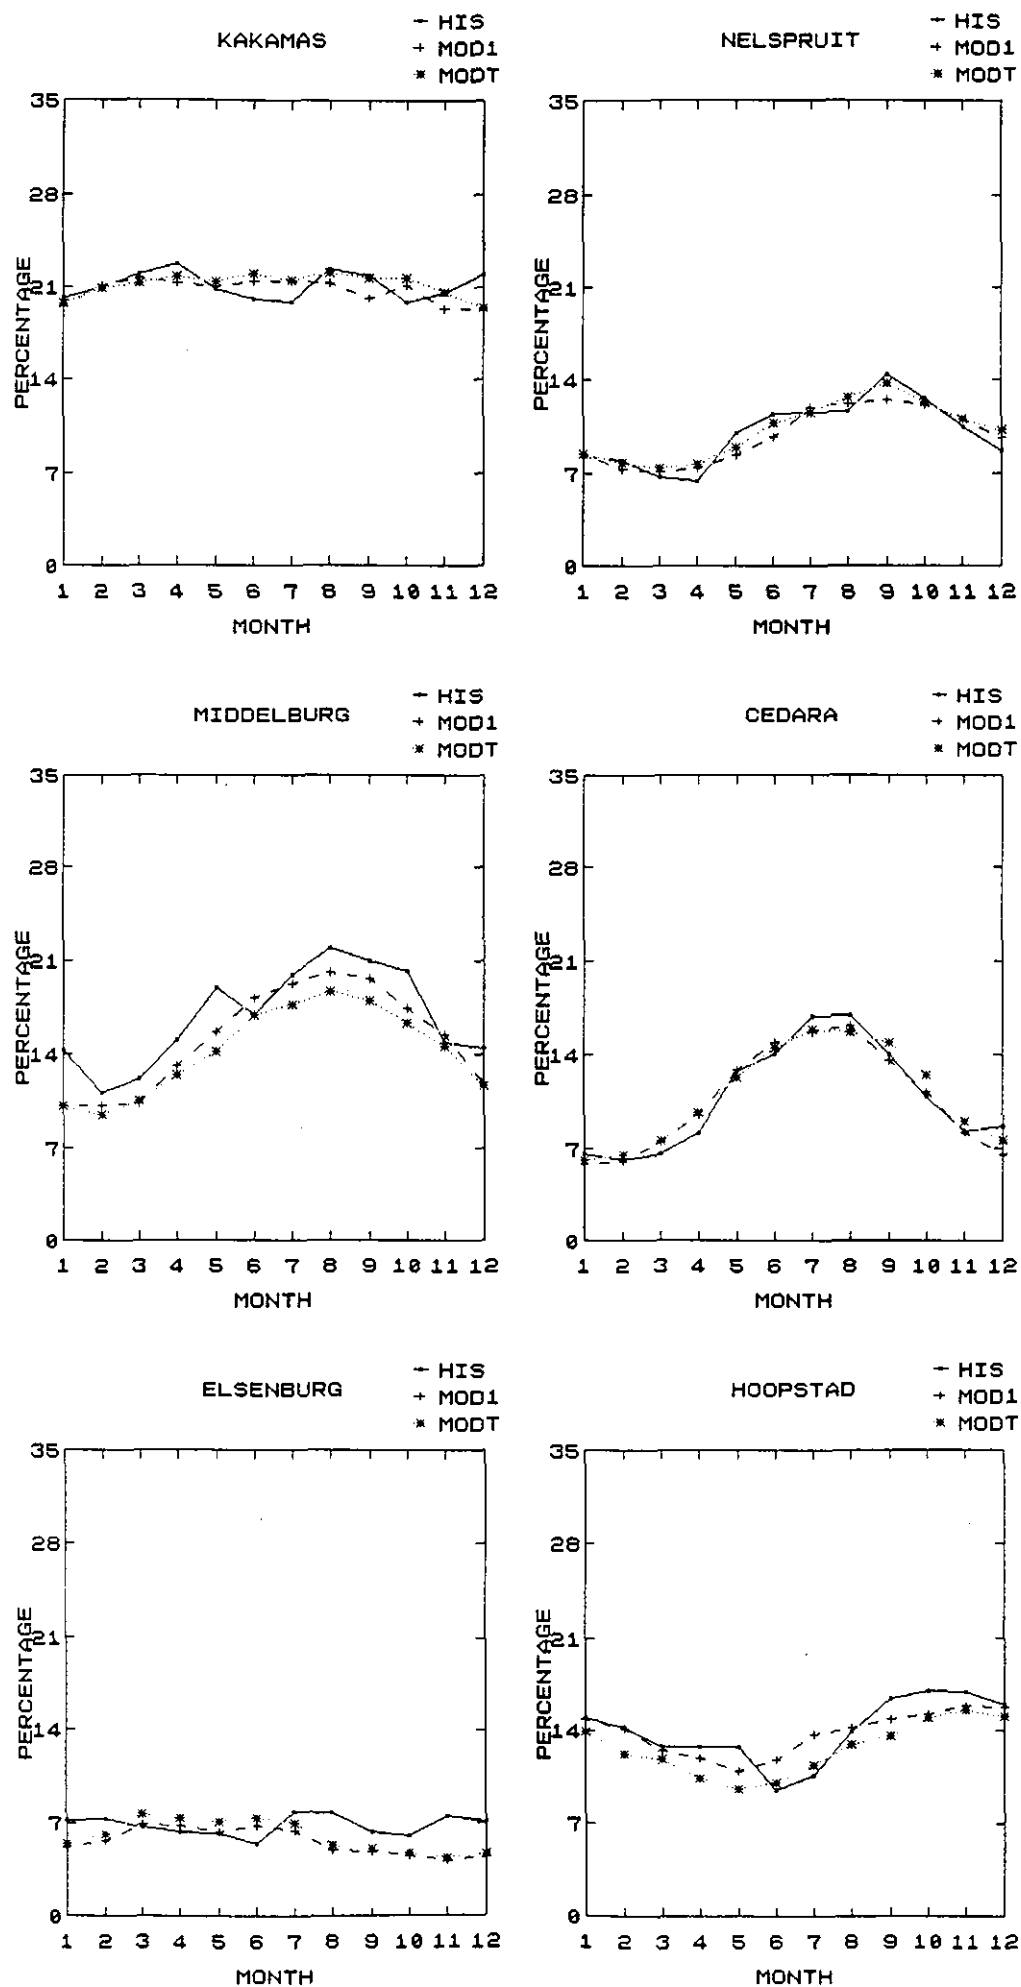 KAKAMAS
HIS
MOD1
MODT
35
28
21
14
7
0
PERCENTAGE
1 2 3 4 5 6 7 8 9 10 11 12
MONTH
NELSPRUIT
HIS
MOD1
MODT
35
28
21
14
7
0
PERCENTAGE
1 2 3 4 5 6 7 8 9 10 11 12
MONTH
MIDDELBURG
HIS
MOD1
MODT
35
28
21
14
7
0
PERCENTAGE
1 2 3 4 5 6 7 8 9 10 11 12
MONTH
CEDARA
HIS
MOD1
MODT
35
28
21
14
7
0
PERCENTAGE
1 2 3 4 5 6 7 8 9 10 11 12
MONTH
ELSENBURG
HIS
MOD1
MODT
35
28
21
14
7
0
PERCENTAGE
1 2 3 4 5 6 7 8 9 10 11 12
MONTH
HOOPSTAD
HIS
MOD1
MODT
35
28
21
14
7
0
PERCENTAGE
1 2 3 4 5 6 7 8 9 10 11 12
MONTH